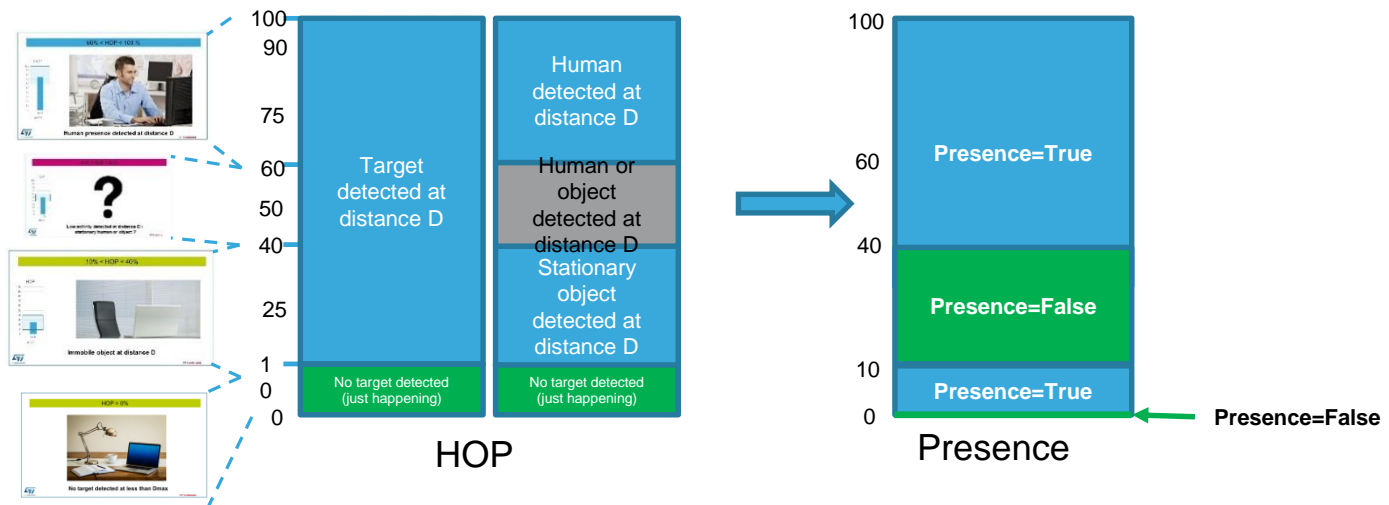 60% < HOP < 100 %
HOP
Human presence detected at distance D
?
Low activity detected at distance D :
stationary human or object ?
13% < HOP < 40%
HOP
Immobile object at distance D
HOP = 0%
No target detected at less than Dmax
100
90
75
60
50
40
25
1
0
0
Target
detected at
distance D
No target detected
(just happening)
Human
detected at
distance D
Human or
object
detected at
distance D
Stationary
object
detected at
distance D
No target detected
(just happening)
HOP
100
60
40
10
0
Presence=True
Presence=False
Presence=True
Presence=False
Presence